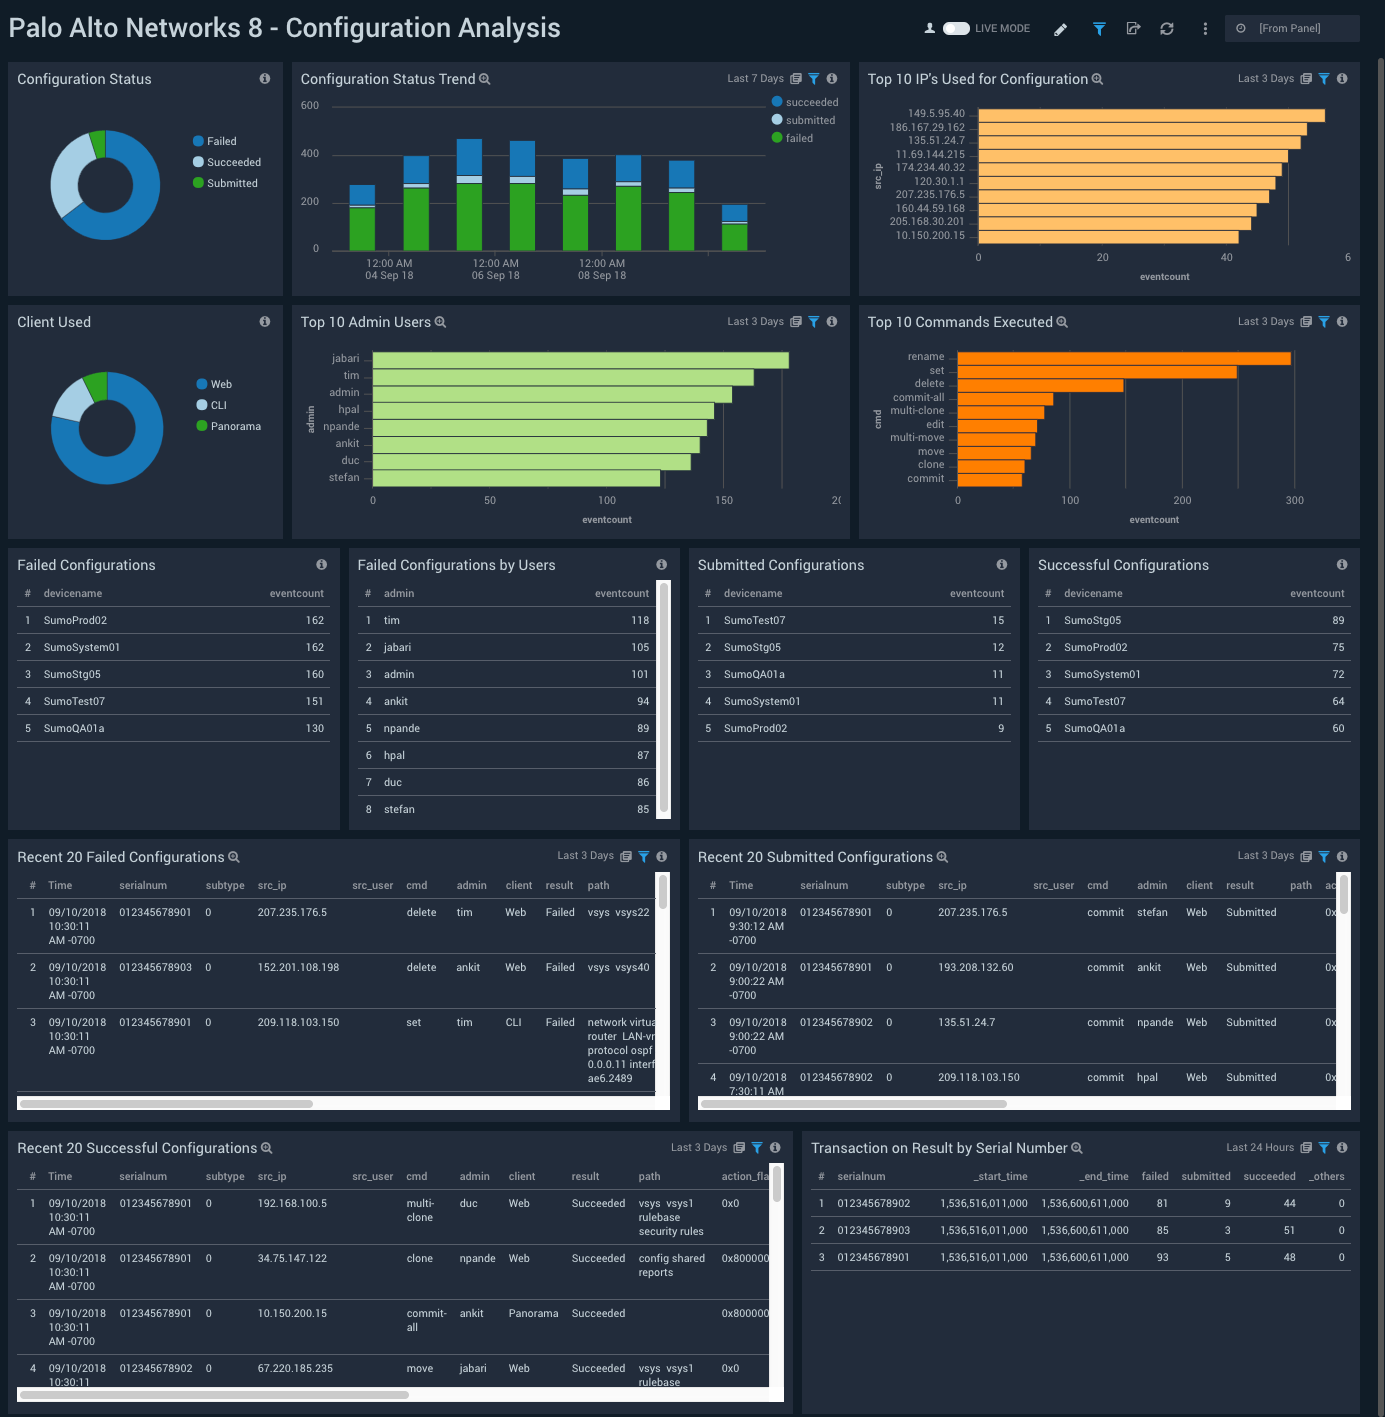 Palo Alto Networks 8 - Configuration Analysis
LIVE MODE
[From Panel]
Configuration Status
Failed
Succeeded
Submitted
Configuration Status Trend
Last 7 Days
600
400
200
0
12:00 AM
04 Sep 18
12:00 AM
06 Sep 18
12:00 AM
08 Sep 18
succeeded
submitted
failed
Top 10 IP's Used for Configuration
Last 3 Days
src_ip
149.5.95.40
186.167.29.162
135.51.24.7
11.69.144.215
174.234.40.32
120.30.1.1
207.235.176.5
160.44.59.168
205.168.30.201
10.150.200.15
0 20 40 6
eventcount
Client Used
Web
CLI
Panorama
Top 10 Admin Users
Last 3 Days
admin
jabari
tim
admin
hpal
npande
ankit
duc
stefan
0 50 100 150
eventcount
Top 10 Commands Executed
Last 3 Days
cmd
rename
set
delete
commit-all
multi-clone
edit
multi-move
move
clone
commit
0 100 200 300
eventcount
Failed Configurations
# devicename eventcount
1 SumoProd02 162
2 SumoSystem01 162
3 SumoStg05 160
4 SumoTest07 151
5 SumoQA01a 130
Failed Configurations by Users
# admin eventcount
1 tim 118
2 jabari 105
3 admin 101
4 ankit 94
5 npande 89
6 hpal 87
7 duc 86
8 stefan 85
Submitted Configurations
# devicename eventcount
1 SumoTest07 15
2 SumoStg05 12
3 SumoQA01a 11
4 SumoSystem01 11
5 SumoProd02 9
Successful Configurations
# devicename eventcount
1 SumoStg05 89
2 SumoProd02 75
3 SumoSystem01 72
4 SumoTest07 64
5 SumoQA01a 60
Recent 20 Failed Configurations
Last 3 Days
# Time serialnum subtype src_ip src_user cmd admin client result path
1 09/10/2018 012345678901 0 207.235.176.5 delete tim Web Failed vsys vsys22
10:30:11
AM -0700
2 09/10/2018 012345678903 0 152.201.108.198 delete ankit Web Failed vsys vsys40
10:30:11
AM -0700
3 09/10/2018 012345678901 0 209.118.103.150 set tim CLI Failed network virtua
10:30:11 router LAN-vr
AM -0700 protocol ospf
0.0.0.11 interf
ae6.2489
Recent 20 Submitted Configurations
Last 3 Days
# Time serialnum subtype src_ip src_user cmd admin client result path ac
1 09/10/2018 012345678901 0 207.235.176.5 commit stefan Web Submitted 0x
9:30:12 AM
-0700
2 09/10/2018 012345678901 0 193.208.132.60 commit ankit Web Submitted 0x
9:00:22 AM
-0700
3 09/10/2018 012345678902 0 135.51.24.7 commit npande Web Submitted 0x
9:00:22 AM
-0700
4 09/10/2018 012345678902 0 209.118.103.150 commit hpal Web Submitted 0x
7:30:11 AM
Recent 20 Successful Configurations
Last 3 Days
# Time serialnum subtype src_ip src_user cmd admin client result path action_fla
1 09/10/2018 012345678901 0 192.168.100.5 multi- duc Web Succeeded vsys vsys1 0x0
10:30:11 clone rulebase
AM -0700 security rules
2 09/10/2018 012345678901 0 34.75.147.122 clone npande Web Succeeded config shared 0x800000
10:30:11 reports
AM -0700
3 09/10/2018 012345678901 0 10.150.200.15 commit- ankit Panorama Succeeded 0x800000
10:30:11 all
AM -0700
4 09/10/2018 012345678902 0 67.220.185.235 move jabari Web Succeeded vsys vsys1 0x0
10:30:11 rulebase
Transaction on Result by Serial Number
Last 24 Hours
# serialnum _start_time _end_time failed submitted succeeded _others
1 012345678902 1,536,516,011,000 1,536,600,611,000 81 9 44 0
2 012345678903 1,536,516,011,000 1,536,600,611,000 85 3 51 0
3 012345678901 1,536,516,011,000 1,536,600,611,000 93 5 48 0